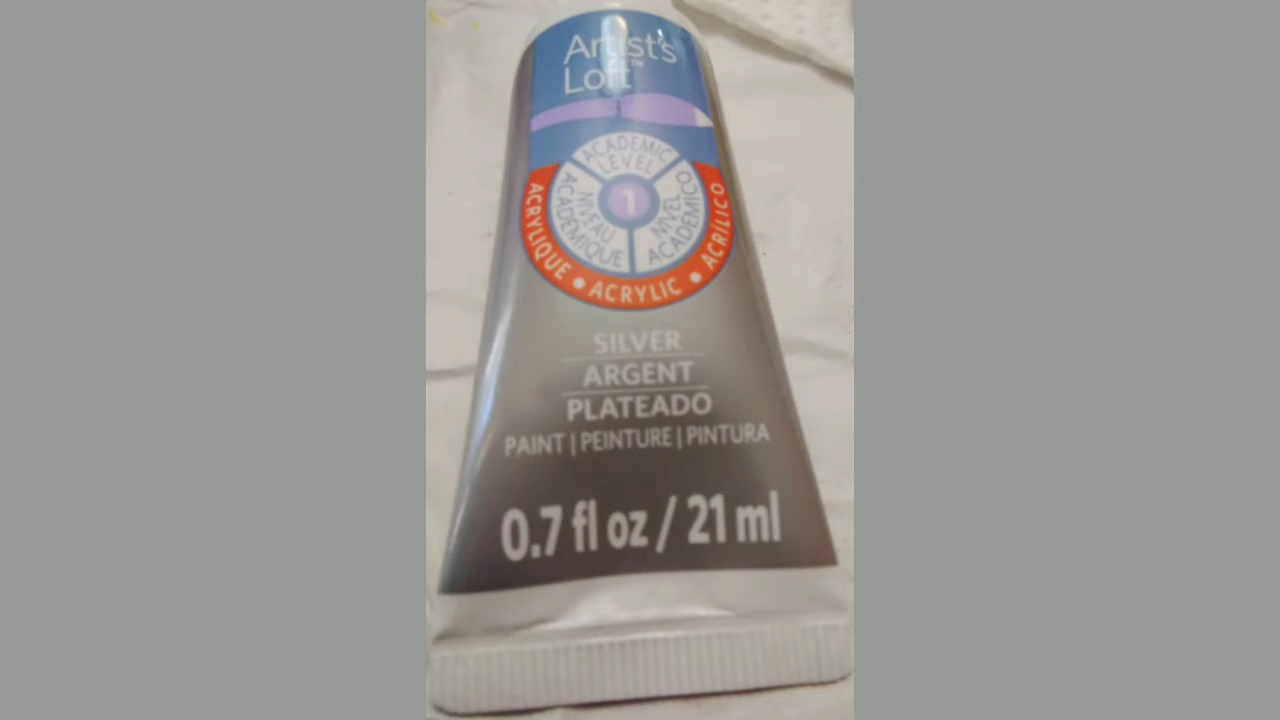 Artist's
Loft™
ACADEMIC
LEVEL
NIVEAU
ACADÉMIQUE
NIVEL
ACADÉMICO
1
ACRYLIQUE • ACRYLIC • ACRÍLICO
SILVER
ARGENT
PLATEADO
PAINT | PEINTURE | PINTURA
0.7 fl oz / 21 ml